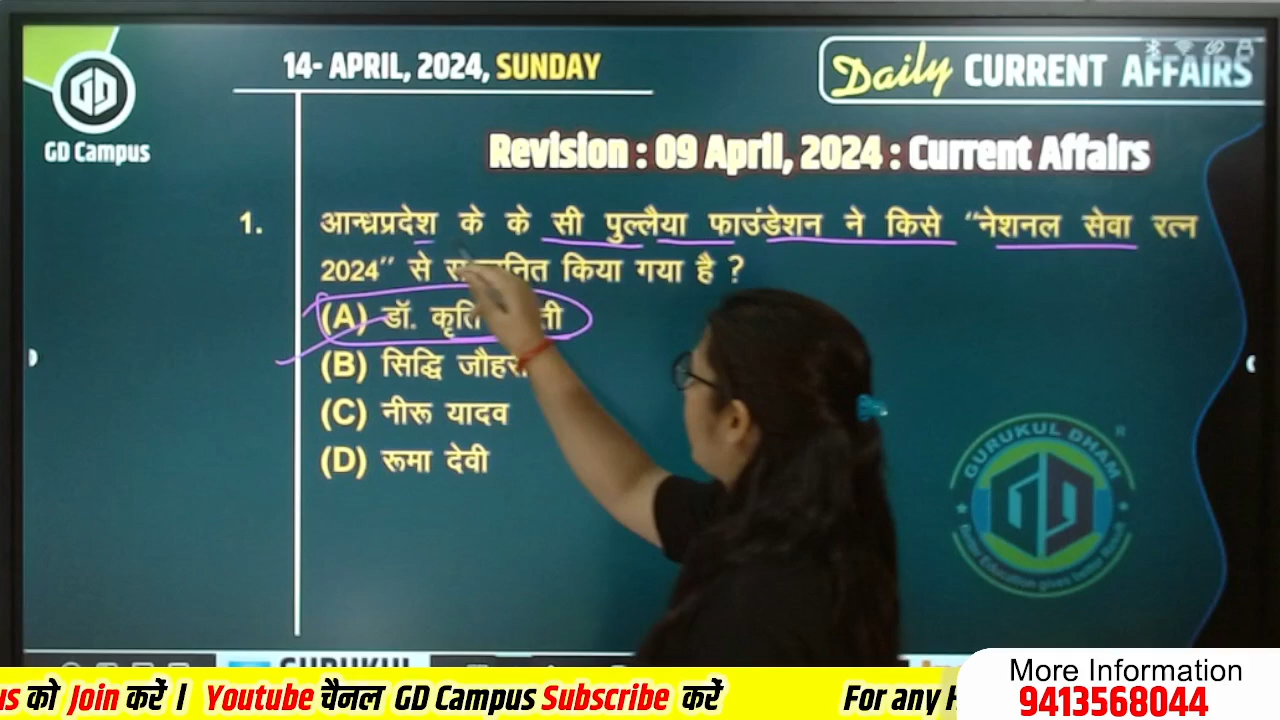 14- APRIL, 2024, SUNDAY
Daily CURRENT AFFAIRS
GD Campus
Revision : 09 April, 2024 : Current Affairs
1. आन्ध्रप्रदेश के के सी पुल्लैया फाउंडेशन ने किसे "नेशनल सेवा रत्न
2024" से किया गया है ?
(A) डॉ.
(B) सिद्धि
(C) नीरू यादव
(D) रूमा देवी
GURUKUL DHAM
R
GURUKUL
को Join करें । Youtube चैनल GD Campus Subscribe करें
For any
More Information
9413568044